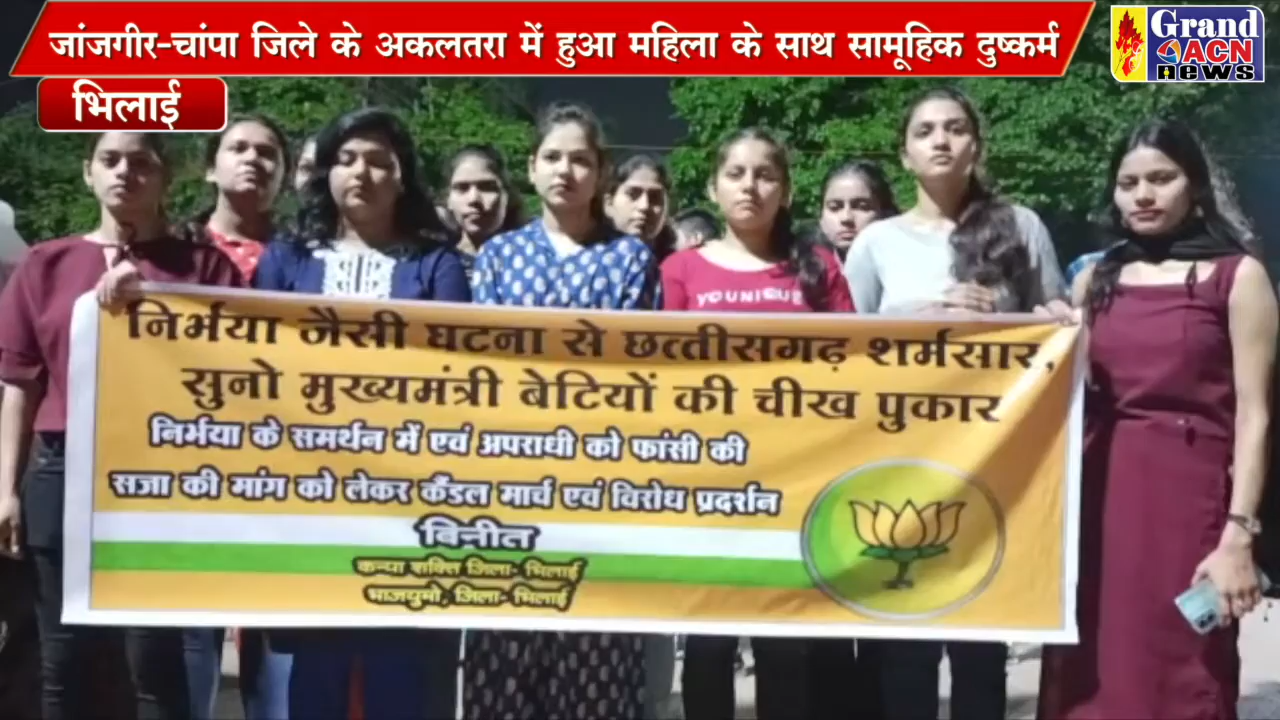 जांजगीर-चांपा जिले के अकलतरा में हुआ महिला के साथ सामूहिक दुष्कर्म
Grand
ACN
news
भिलाई
YOUNIQUE
निर्भया जैसी घटना से छत्तीसगढ़ शर्मसार,
सुनो मुख्यमंत्री बेटियों की चीख पुकार
निर्भया के समर्थन में एवं अपराधी को फांसी की
सजा की मांग को लेकर कैंडल मार्च एवं विरोध प्रदर्शन
विनीत
कन्या शक्ति जिला- भिलाई
भाजयुमो, जिला- भिलाई